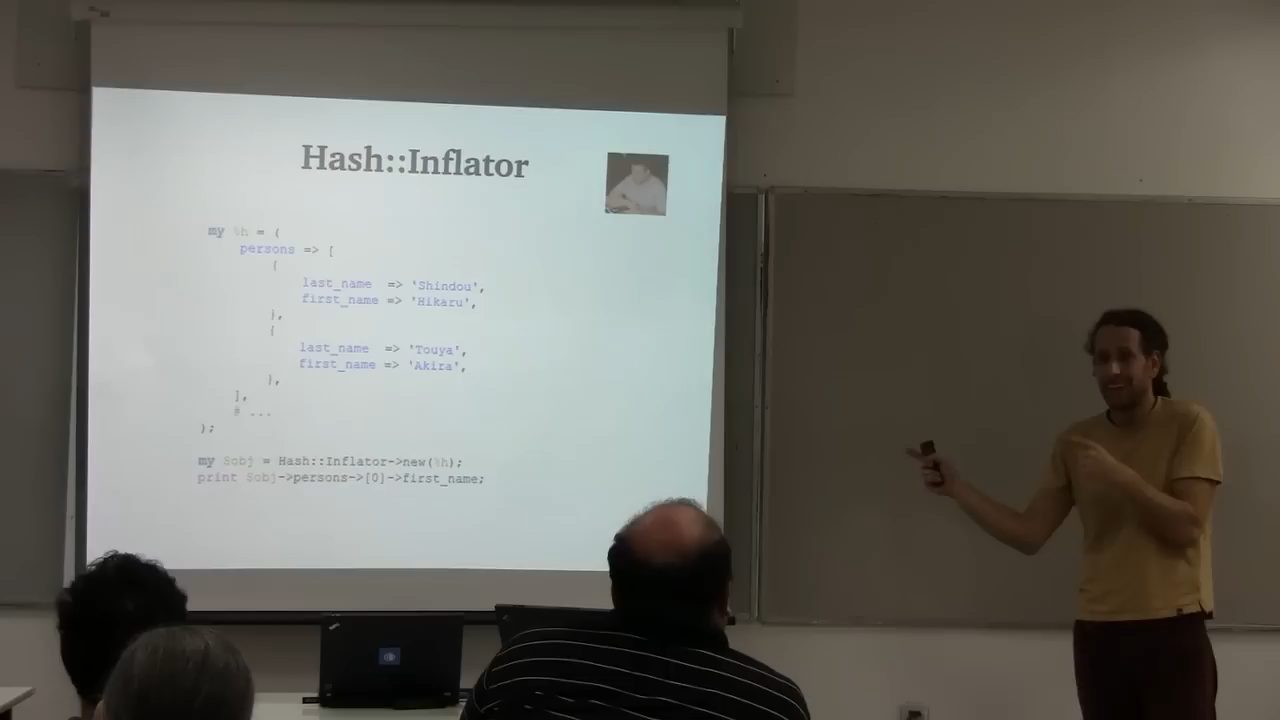 Hash::Inflator
my %h = (
persons => [
{
last_name => 'Shindou',
first_name => 'Hikaru',
},
{
last_name => 'Touya',
first_name => 'Akira',
},
],
# ...
);
my $obj = Hash::Inflator->new(%h);
print $obj->persons->[0]->first_name;